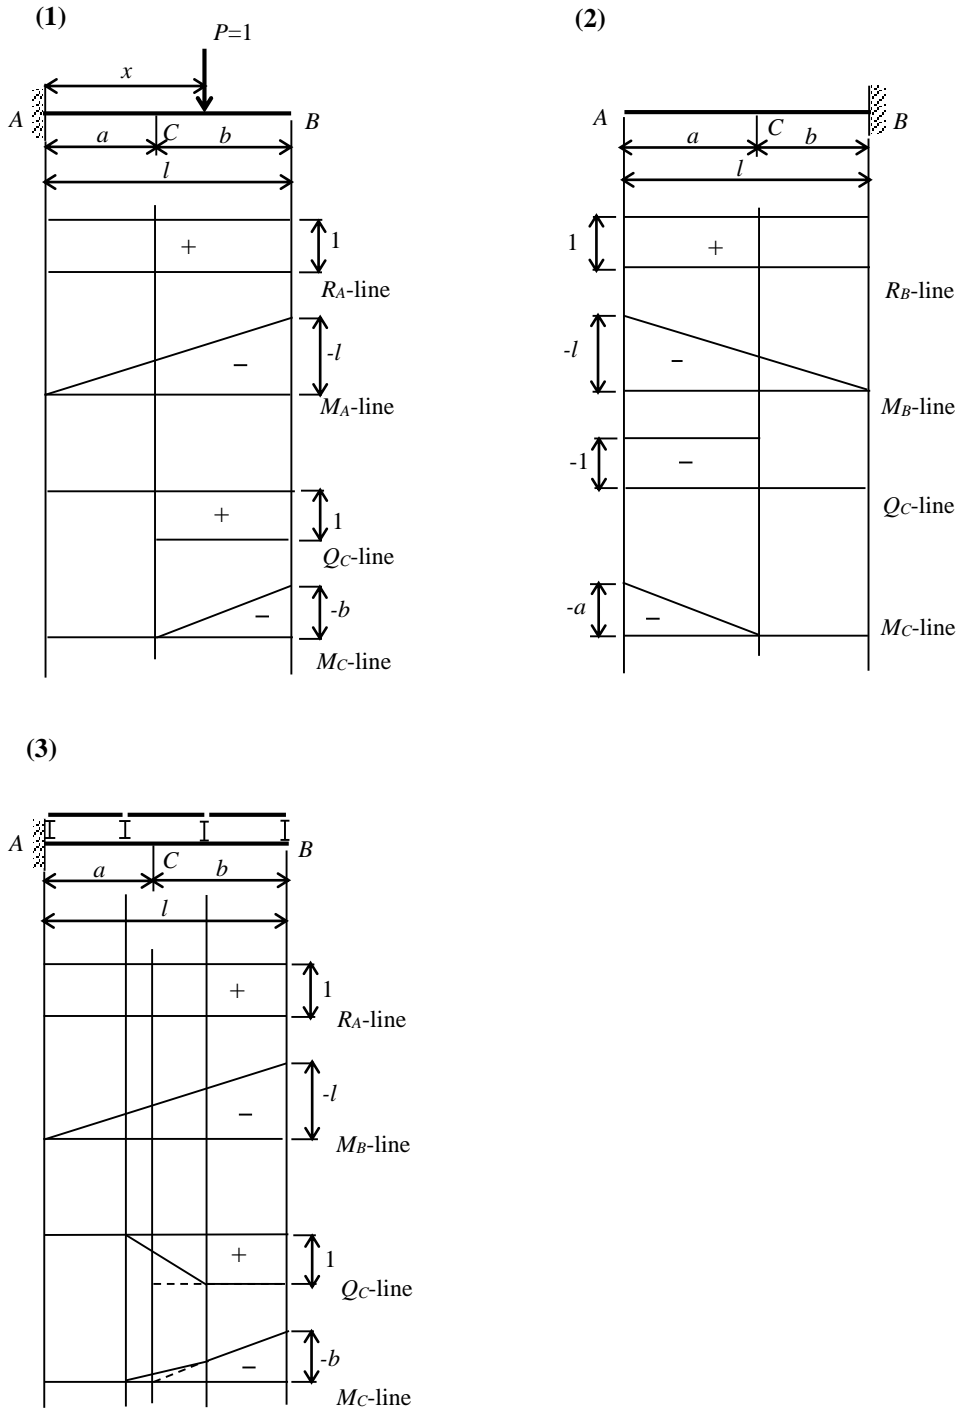 (1)
P=1
x
A
B
C
a
b
l
+
1
RA-line
-l
−
MA-line
+
1
QC-line
-b
−
MC-line
(2)
A
B
C
a
b
l
1
+
RB-line
-l
−
MB-line
-1
−
QC-line
-a
−
MC-line
(3)
A
B
C
a
b
l
+
1
RA-line
-l
−
MB-line
+
1
QC-line
-b
−
MC-line